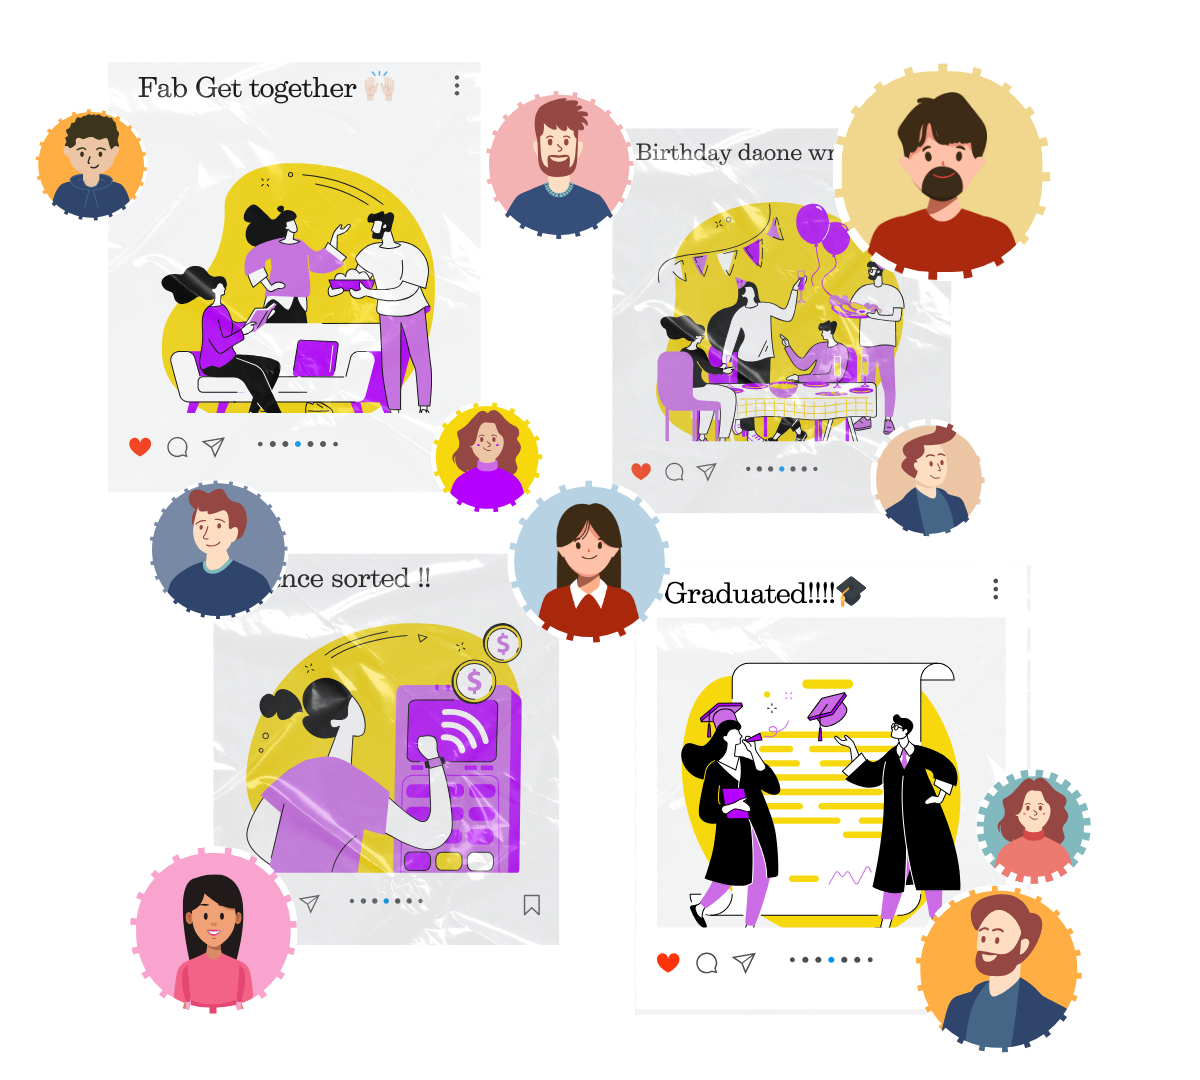 Fab Get together 🙌🏻
Birthday daone wr
nce sorted !!
Graduated!!!!🎓
$
$